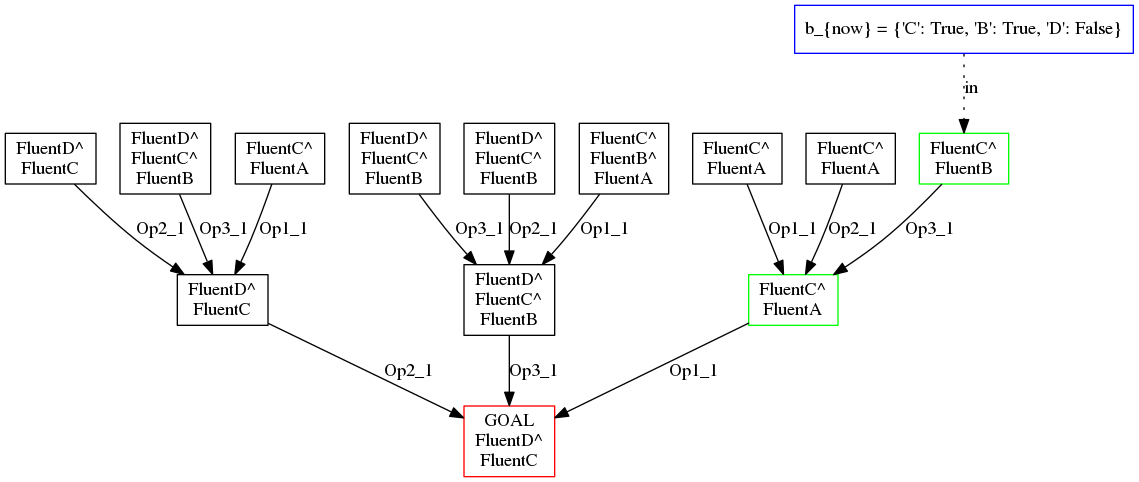 b_{now} = {'C': True, 'B': True, 'D': False}
in
FluentD^
FluentC
FluentD^
FluentC^
FluentB
FluentC^
FluentA
FluentD^
FluentC^
FluentB
FluentD^
FluentC^
FluentB
FluentC^
FluentB^
FluentA
FluentC^
FluentA
FluentC^
FluentA
FluentC^
FluentB
Op2_1
Op3_1
Op1_1
Op3_1
Op2_1
Op1_1
Op1_1
Op2_1
Op3_1
FluentD^
FluentC
FluentD^
FluentC^
FluentB
FluentC^
FluentA
Op2_1
Op3_1
Op1_1
GOAL
FluentD^
FluentC